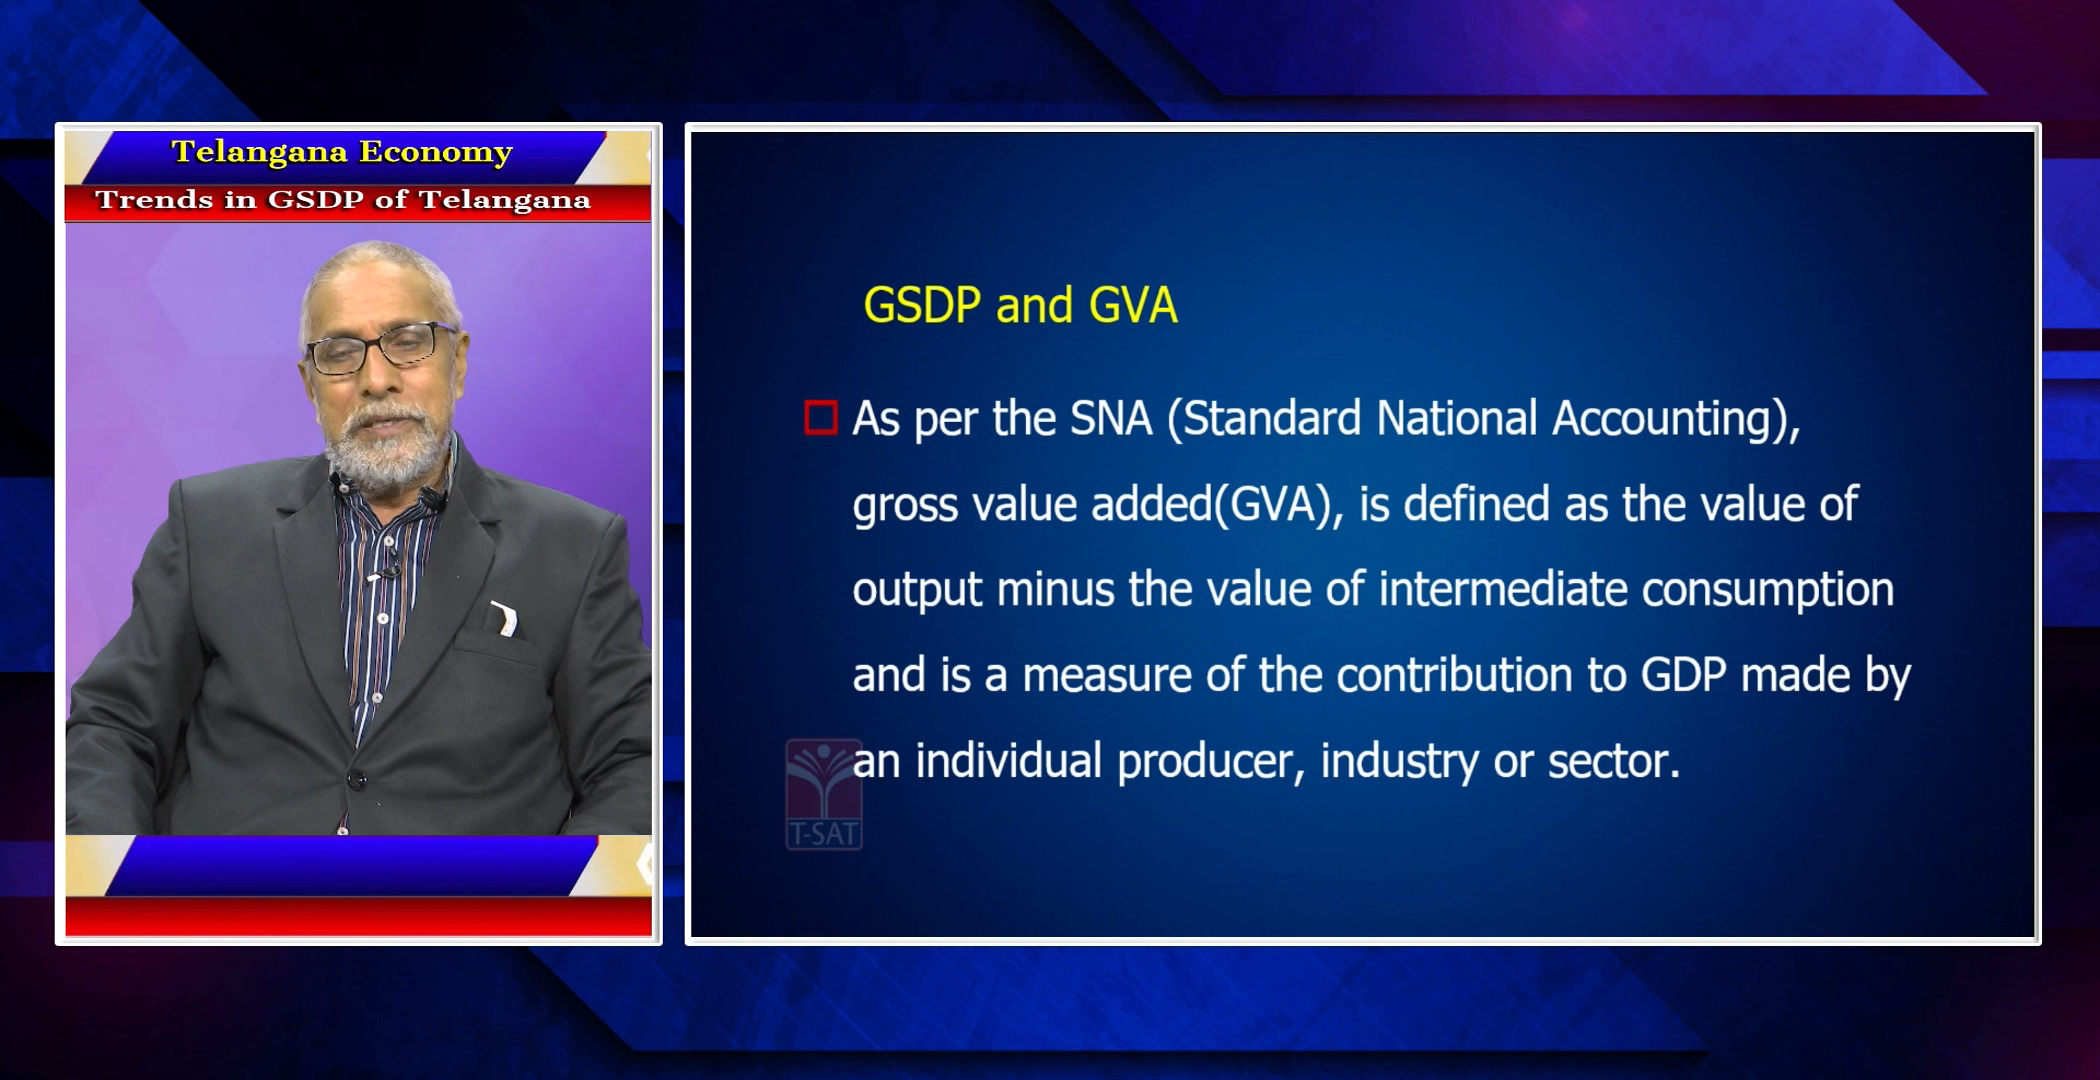 Telangana Economy
Trends in GSDP of Telangana
GSDP and GVA
As per the SNA (Standard National Accounting),
gross value added(GVA), is defined as the value of
output minus the value of intermediate consumption
and is a measure of the contribution to GDP made by
an individual producer, industry or sector.
T-SAT